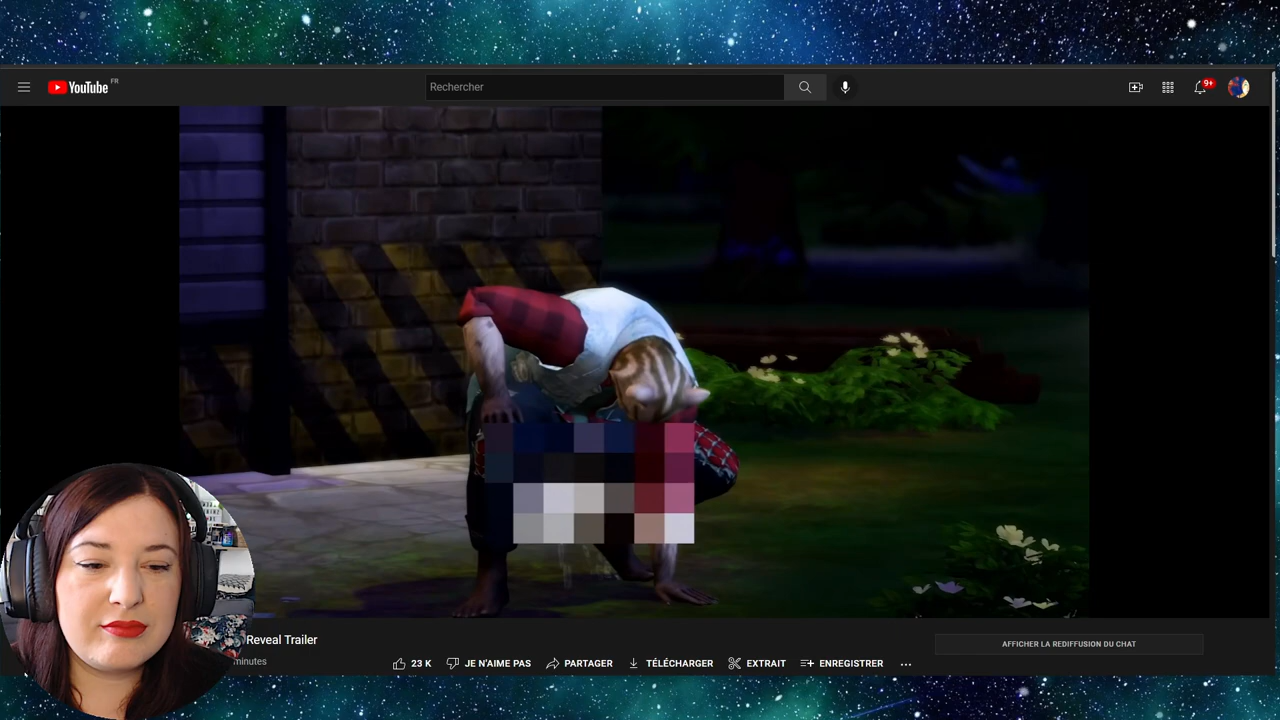 YouTube FR
Rechercher
9+
Reveal Trailer
minutes
23 K
JE N'AIME PAS
PARTAGER
TÉLÉCHARGER
EXTRAIT
ENREGISTRER
AFFICHER LA REDIFFUSION DU CHAT